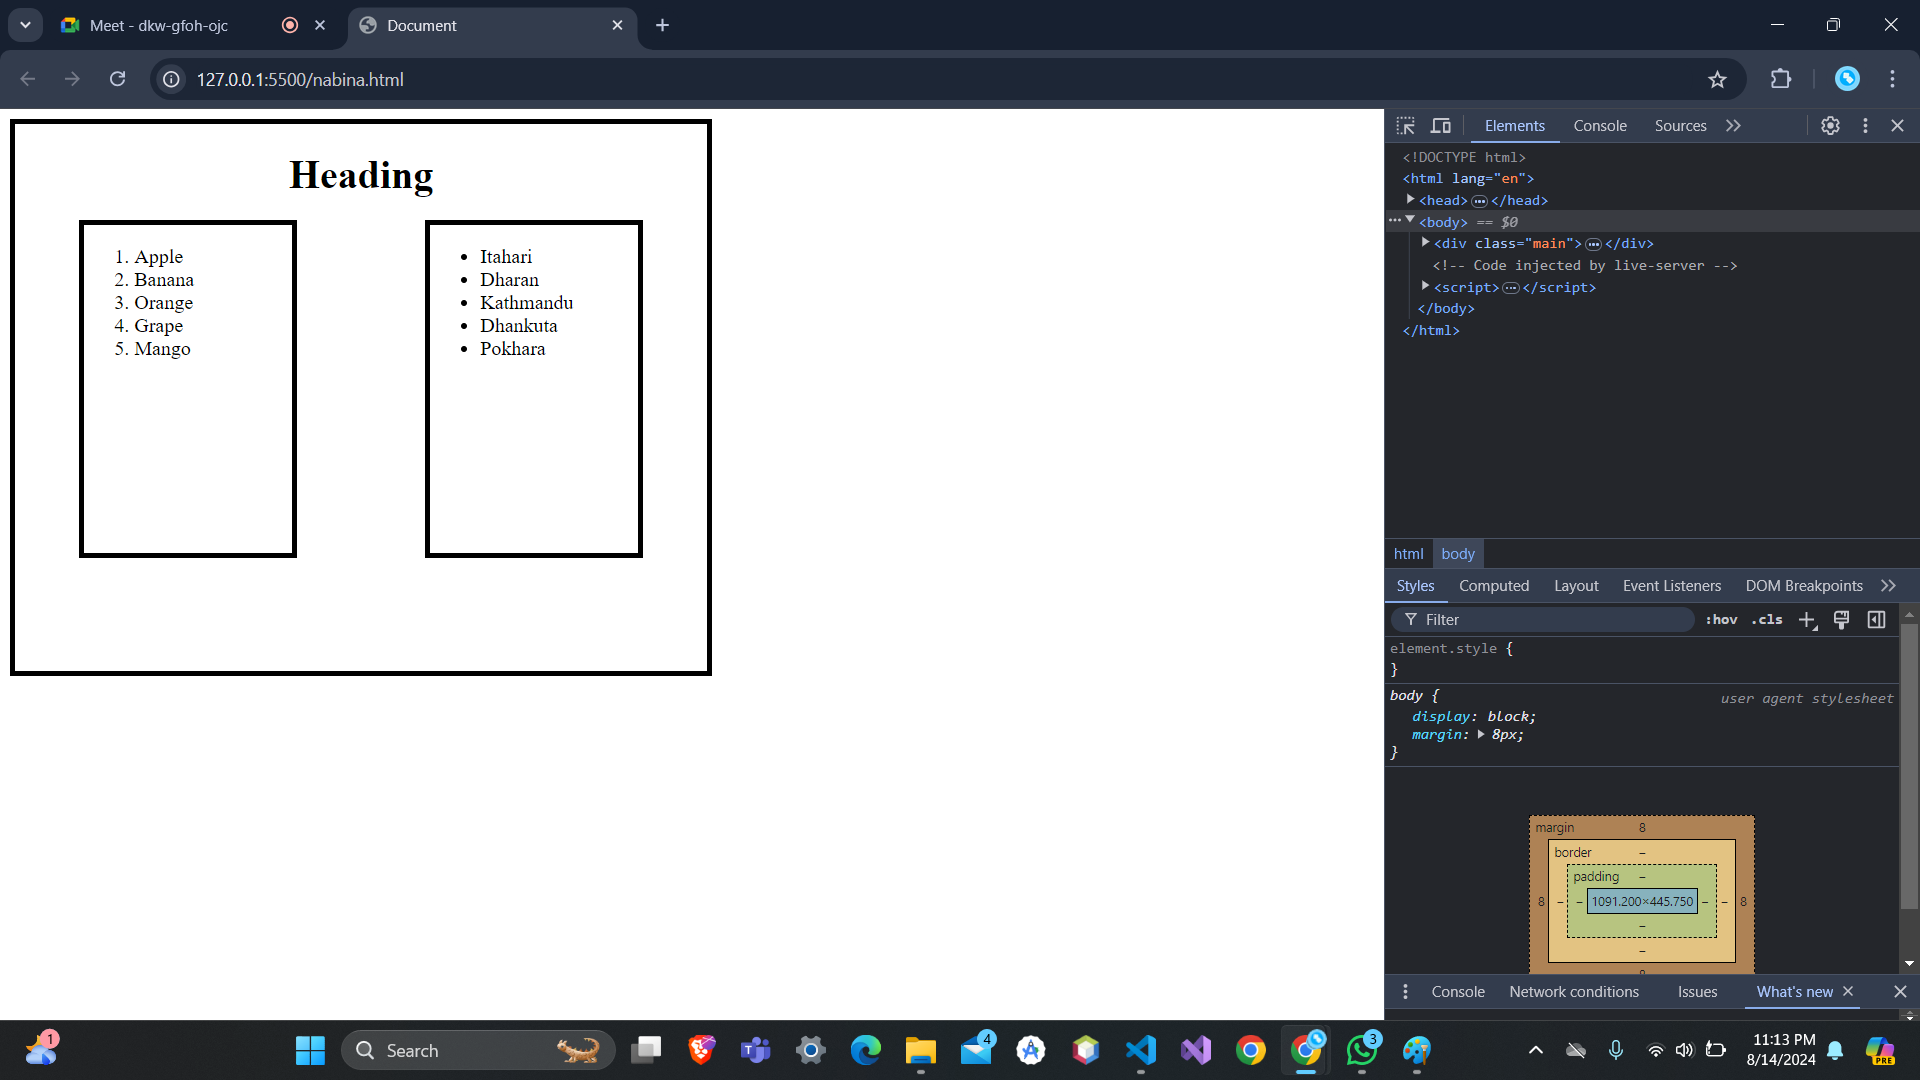 Meet - dkw-gfoh-ojc
Document
127.0.0.1:5500/nabina.html
Heading
1. Apple
2. Banana
3. Orange
4. Grape
5. Mango
• Itahari
• Dharan
• Kathmandu
• Dhankuta
• Pokhara
Elements Console Sources
<!DOCTYPE html>
<html lang="en">
<head> … </head>
<body> == $0
<div class="main"> … </div>
<!-- Code injected by live-server -->
<script> … </script>
</body>
</html>
html body
Styles Computed Layout Event Listeners DOM Breakpoints
Filter :hov .cls
element.style {
}
body { user agent stylesheet
display: block;
margin: 8px;
}
margin 8
border –
padding –
8 – – 1091.200×445.750 – – 8
–
–
Console Network conditions Issues What's new
1
Search
4
3
PRE
11:13 PM
8/14/2024